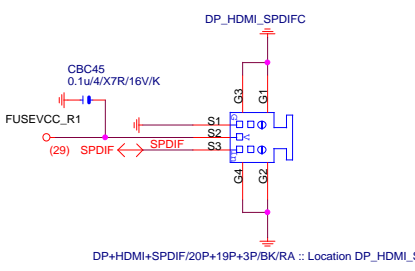 DP_HDMI_SPDIFC
CBC45
0.1u/4/X7R/16V/K
G3
G1
FUSEVCC_R1
S1
S2
S3
(29)
SPDIF
SPDIF
G4
G2
DP+HDMI+SPDIF/20P+19P+3P/BK/RA :: Location DP_HDMI_S